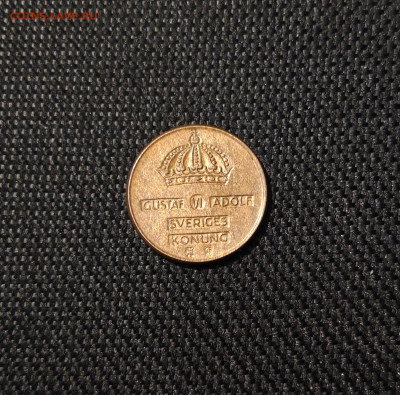 GUSTAF VI ADOLF
SVERIGES
KONUNG